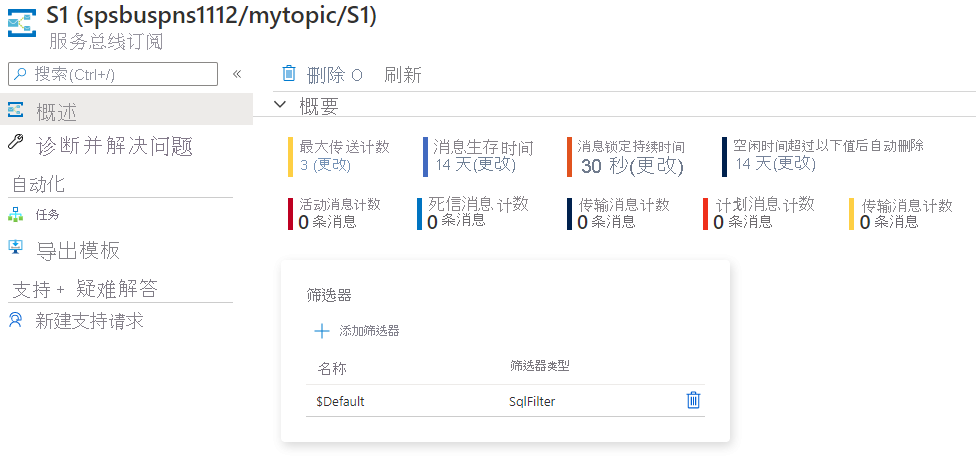 S1 (spsbuspns1112/mytopic/S1)
服务总线订阅
搜索(Ctrl+/)
«
删除 O
刷新
概述
概要
诊断并解决问题
自动化
任务
导出模板
支持 + 疑难解答
新建支持请求
最大传送计数
3 (更改)
消息生存时间
14 天(更改)
消息锁定持续时间
30 秒(更改)
空闲时间超过以下值后自动删除
14 天(更改)
活动消息计数
0 条消息
死信消息计数
0 条消息
传输消息计数
0 条消息
计划消息计数
0 条消息
传输消息计数
0 条消息
筛选器
添加筛选器
名称 筛选器类型
$Default SqlFilter